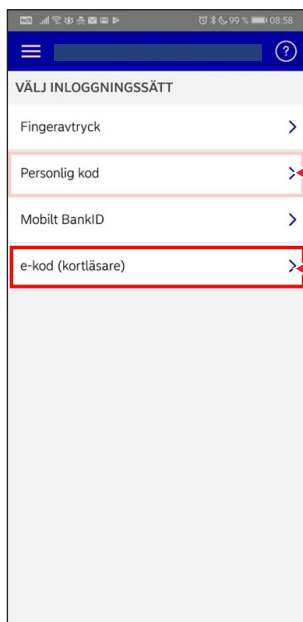 99 % 08:58
?
VÄLJ INLOGGNINGSSÄTT
Fingeravtryck
Personlig kod
Mobilt BankID
e-kod (kortläsare)